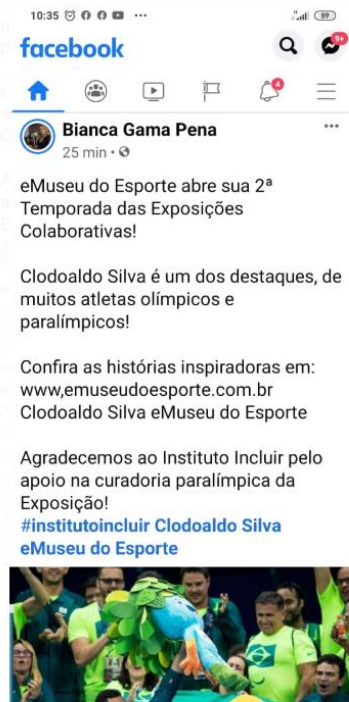 10:35
89
facebook
9+
4
Bianca Gama Pena
25 min
eMuseu do Esporte abre sua 2ª
Temporada das Exposições
Colaborativas!
Clodoaldo Silva é um dos destaques, de
muitos atletas olímpicos e
paralímpicos!
Confira as histórias inspiradoras em:
www,emuseudoesporte.com.br
Clodoaldo Silva eMuseu do Esporte
Agradecemos ao Instituto Incluir pelo
apoio na curadoria paralímpica da
Exposição!
#institutoincluir Clodoaldo Silva
eMuseu do Esporte